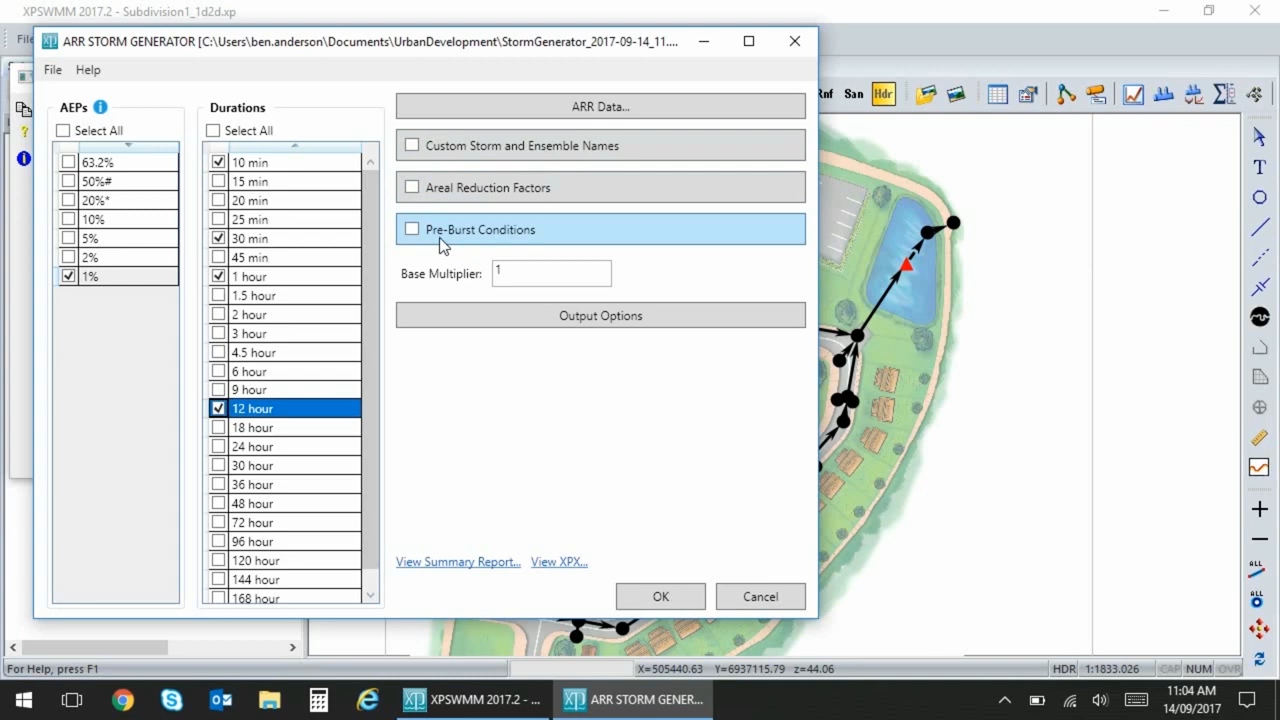 XPSWMM 2017.2 - Subdivision1_1d2d.xp
File
ARR STORM GENERATOR [C:\Users\ben.anderson\Documents\UrbanDevelopment\StormGenerator_2017-09-14_11....
File Help
Rnf San Hdr
AEPs
Select All
63.2%
50%#
20%*
10%
5%
2%
1%
Durations
Select All
10 min
15 min
20 min
25 min
30 min
45 min
1 hour
1.5 hour
2 hour
3 hour
4.5 hour
6 hour
9 hour
12 hour
18 hour
24 hour
30 hour
36 hour
48 hour
72 hour
96 hour
120 hour
144 hour
168 hour
ARR Data...
Custom Storm and Ensemble Names
Areal Reduction Factors
Pre-Burst Conditions
Base Multiplier: 1
Output Options
View Summary Report... View XPX...
OK Cancel
ALL
ALL
For Help, press F1
X=505440.63 Y=6937115.79 z=44.06
HDR 1:1833.026 CAP NUM OVR
XPSWMM 2017.2 - ...
ARR STORM GENER...
11:04 AM
14/09/2017